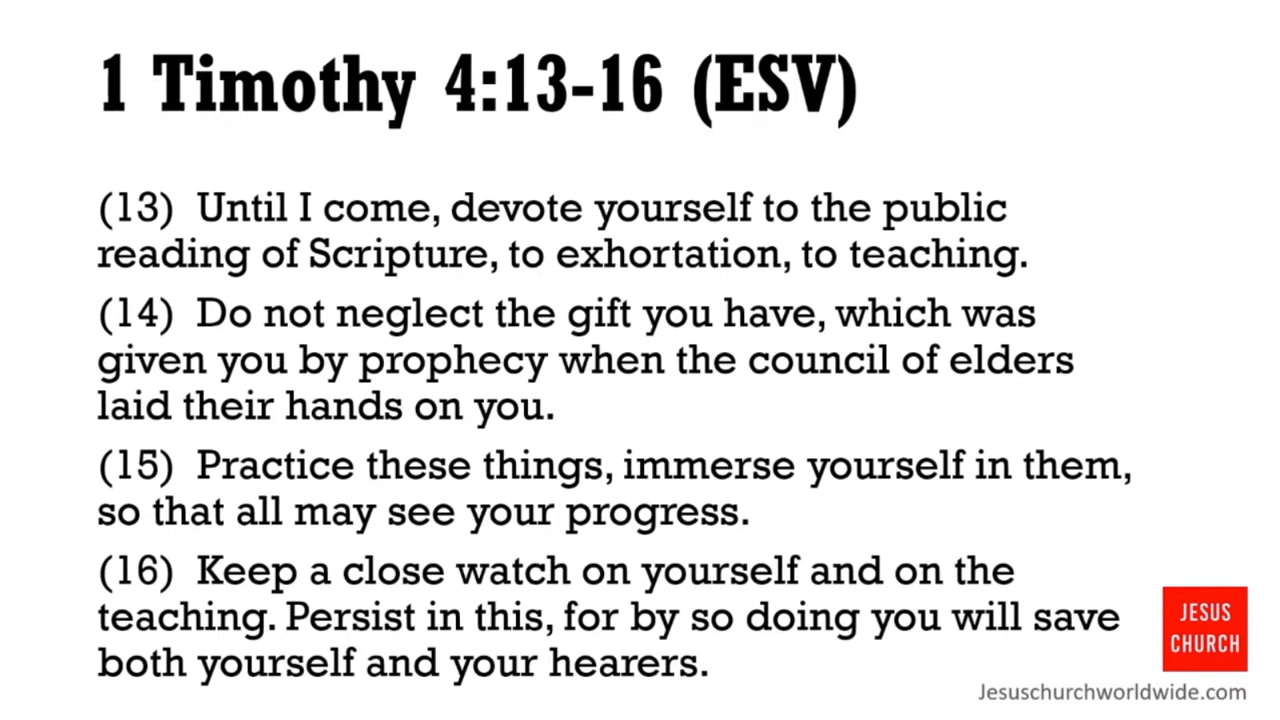 1 Timothy 4:13-16 (ESV)
(13) Until I come, devote yourself to the public
reading of Scripture, to exhortation, to teaching.
(14) Do not neglect the gift you have, which was
given you by prophecy when the council of elders
laid their hands on you.
(15) Practice these things, immerse yourself in them,
so that all may see your progress.
(16) Keep a close watch on yourself and on the
teaching. Persist in this, for by so doing you will save
both yourself and your hearers.
JESUS
CHURCH
Jesuschurchworldwide.com